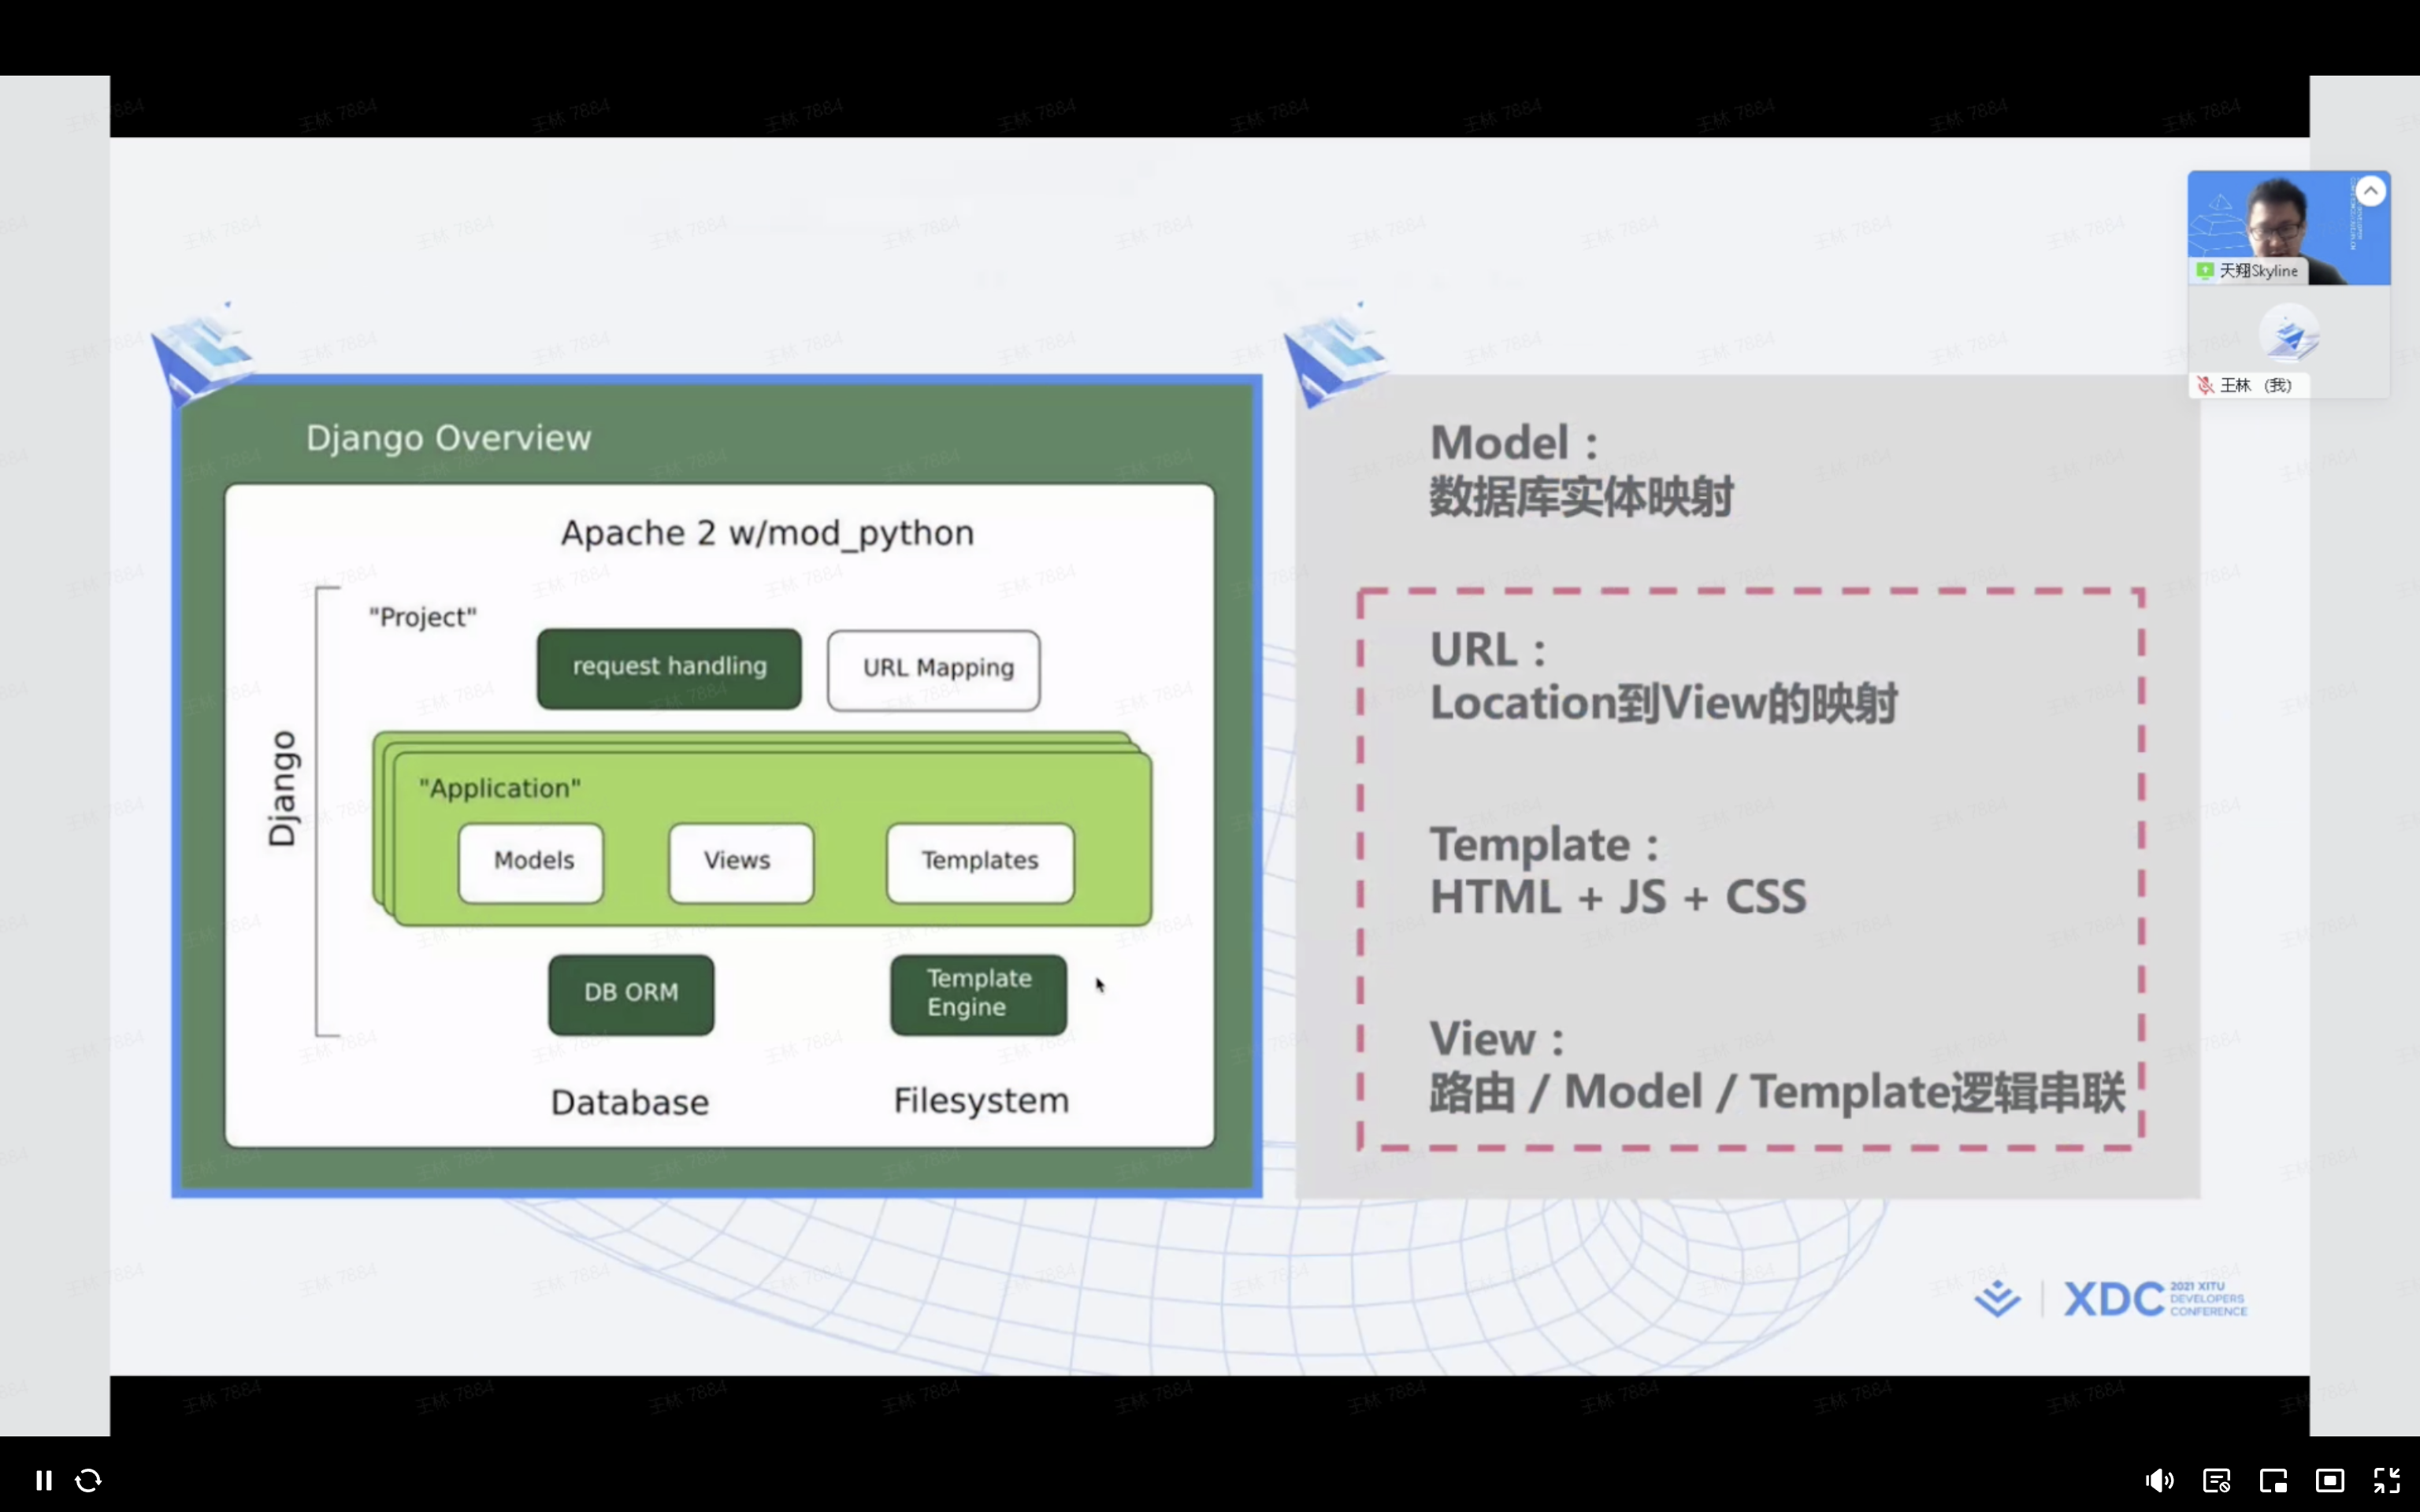 天翔Skyline
王林 （我）
Django Overview
Apache 2 w/mod_python
"Project"
request handling
URL Mapping
Django
"Application"
Models
Views
Templates
DB ORM
Template
Engine
Database
Filesystem
Model：
数据库实体映射
URL：
Location到View的映射
Template：
HTML + JS + CSS
View：
路由 / Model / Template逻辑串联
XDC
2021 XITU
DEVELOPERS
CONFERENCE
王林 7884